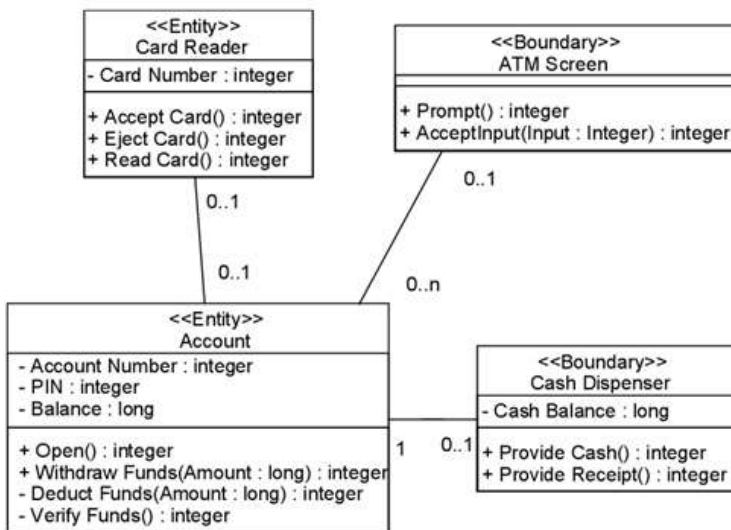 <<Entity>>
Card Reader
- Card Number : integer
+ Accept Card() : integer
+ Eject Card() : integer
+ Read Card() : integer
<<Boundary>>
ATM Screen
+ Prompt() : integer
+ AcceptInput(Input : Integer) : integer
0..1
0..1
0..1
0..n
<<Entity>>
Account
- Account Number : integer
- PIN : integer
- Balance : long
+ Open() : integer
+ Withdraw Funds(Amount : long) : integer
- Deduct Funds(Amount : long) : integer
- Verify Funds() : integer
1
0..1
<<Boundary>>
Cash Dispenser
- Cash Balance : long
+ Provide Cash() : integer
+ Provide Receipt() : integer